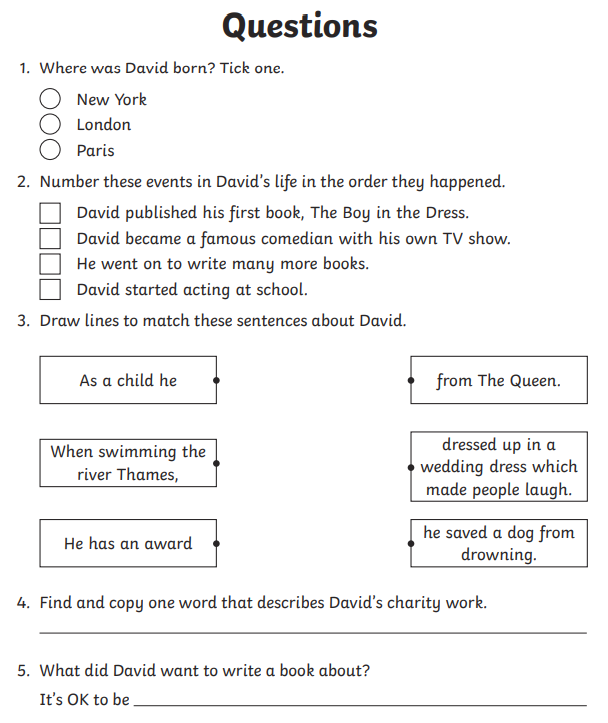 Questions
1. Where was David born? Tick one.
New York
London
Paris
2. Number these events in David's life in the order they happened.
David published his first book, The Boy in the Dress.
David became a famous comedian with his own TV show.
He went on to write many more books.
David started acting at school.
3. Draw lines to match these sentences about David.
As a child he
from The Queen.
When swimming the
river Thames,
dressed up in a
wedding dress which
made people laugh.
He has an award
he saved a dog from
drowning.
4. Find and copy one word that describes David's charity work.
5. What did David want to write a book about?
It's OK to be